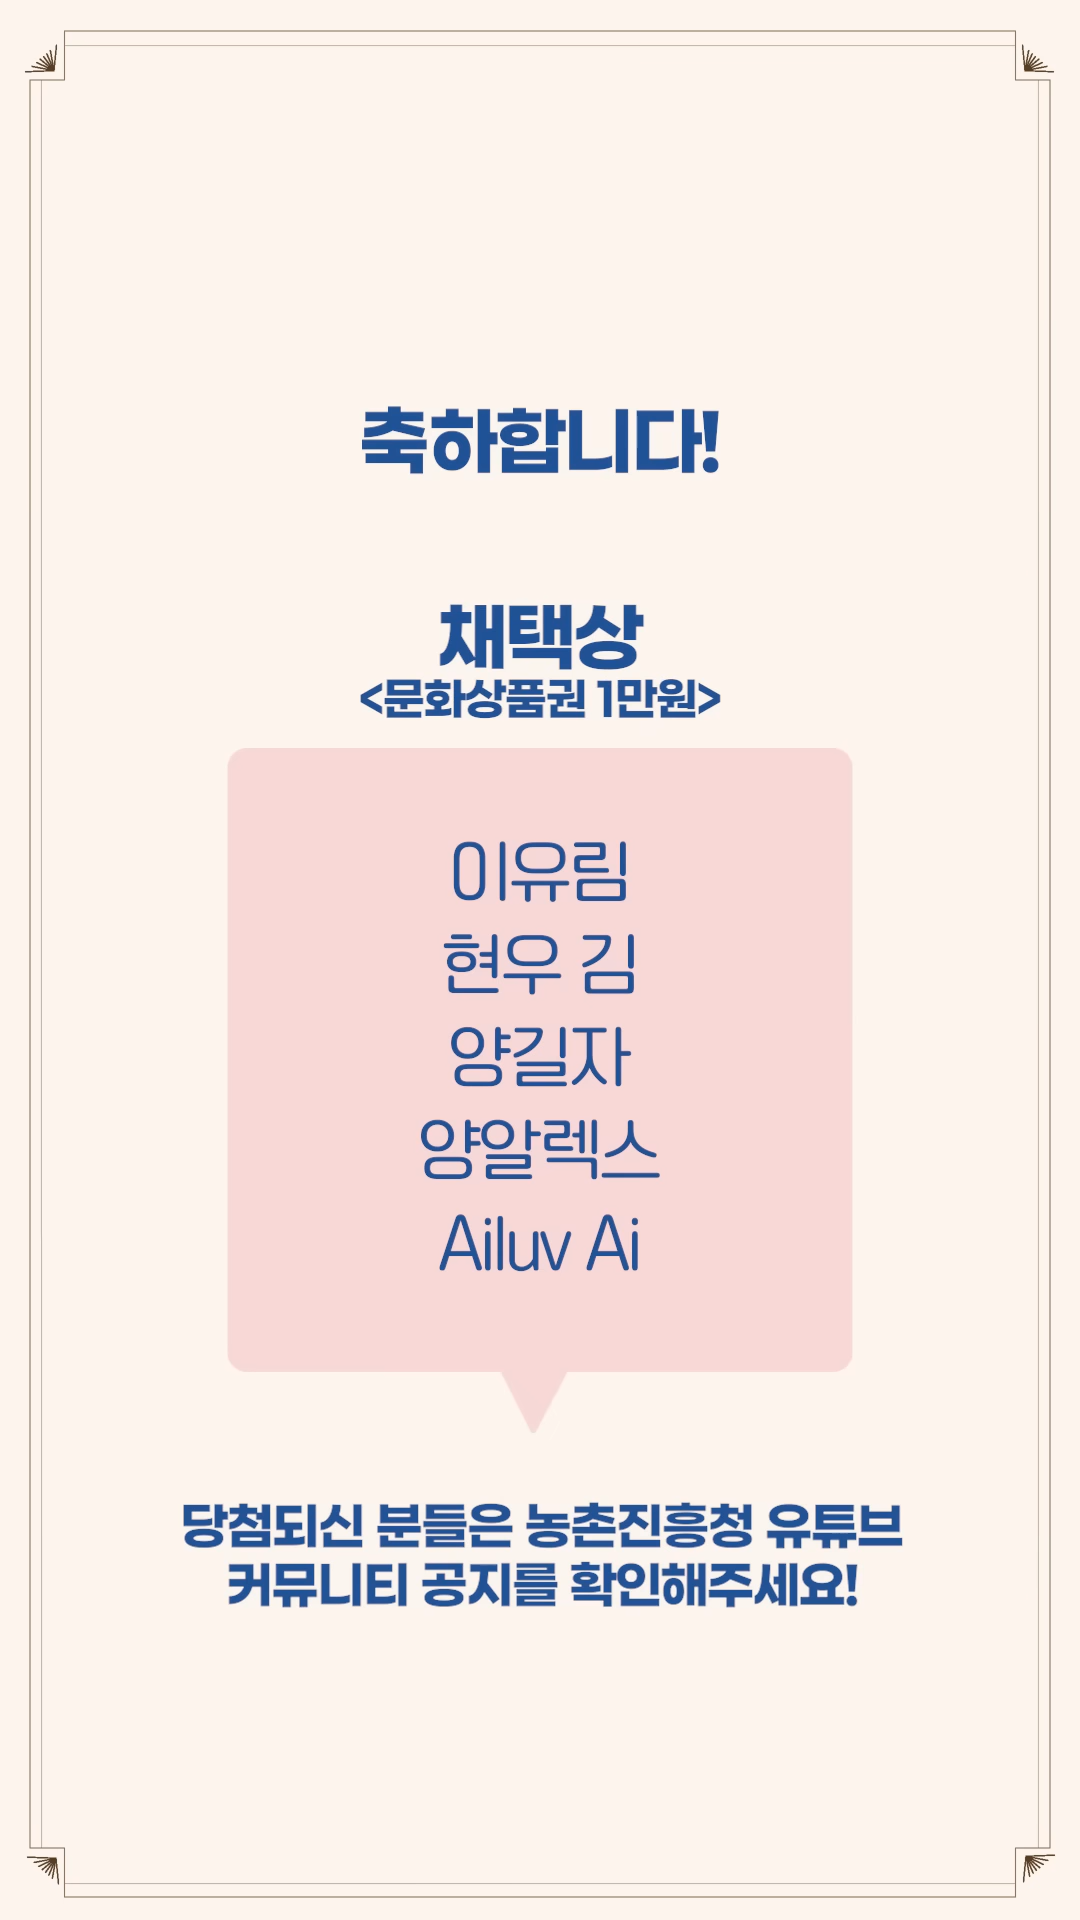 축하합니다!
채택상
<문화상품권 1만원>
이유림
현우 김
양길자
양알렉스
Ailuv Ai
당첨되신 분들은 농촌진흥청 유튜브
커뮤니티 공지를 확인해주세요!